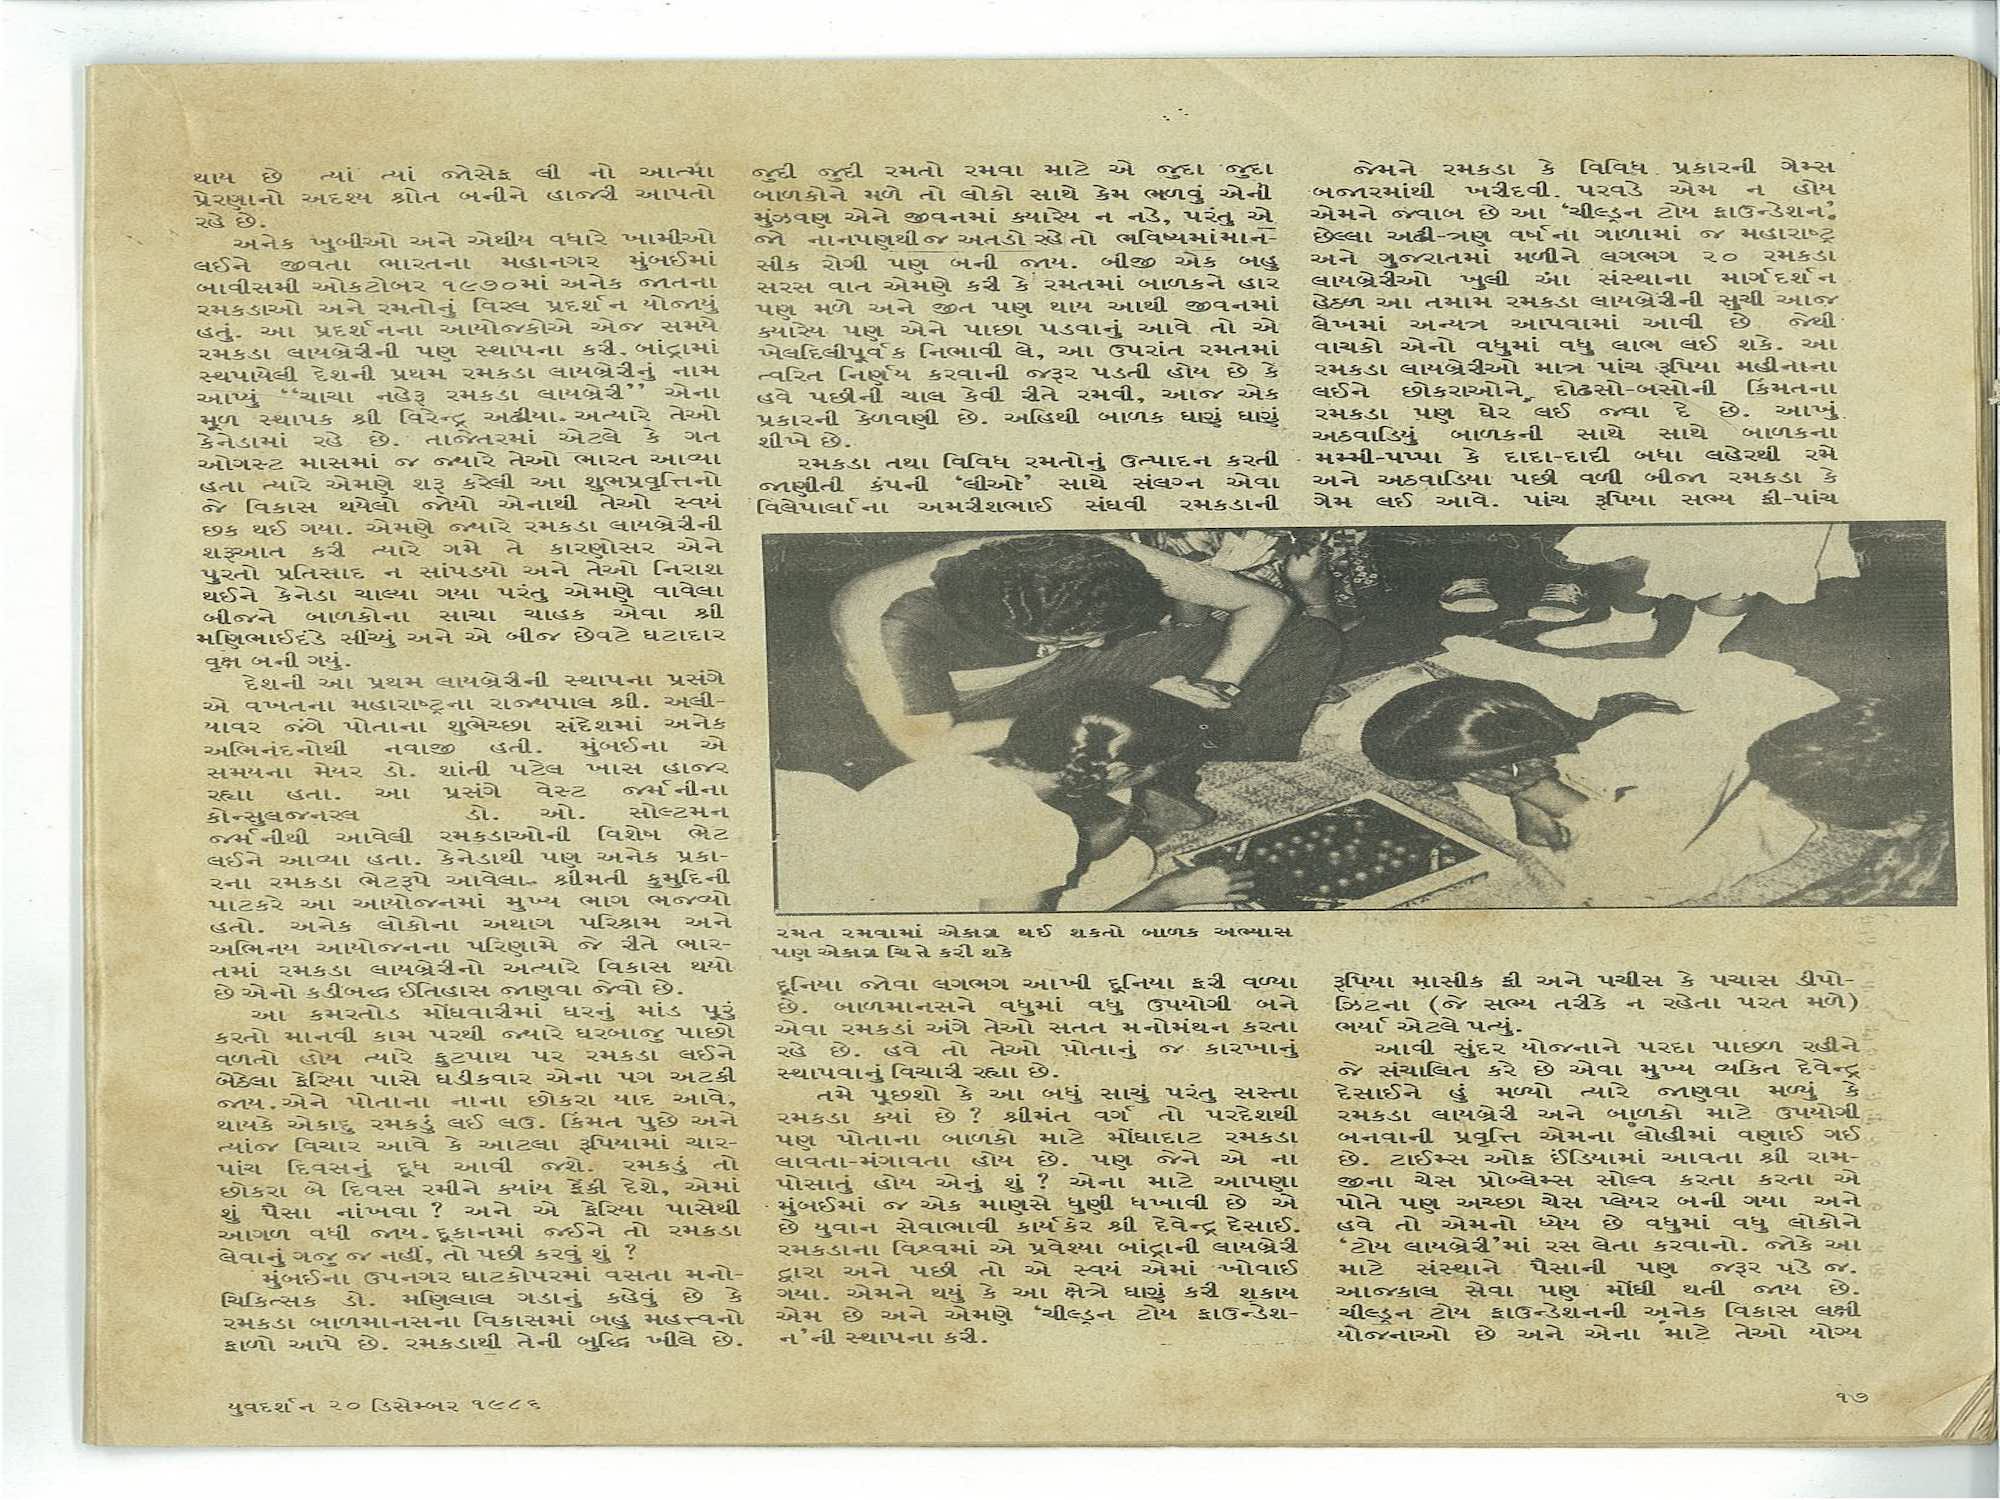 થાય છે ત્યાં ત્યાં જોસેફ લી નો આત્મા
પ્રેરણાનો અદશ્ય શ્રોત બનીને હાજરી આપતો
રહે છે.
અનેક ખુબીઓ અને એથીય વધારે ખામીઓ
લઈને જીવતા ભારતના મહાનગર મુંબઈમાં
બાવીસમી ઓકટોબર ૧૯૭૦માં અનેક જાતના
રમકડાઓ અને રમતોનું વિરલ પ્રદર્શન યોજાયું
હતું. આ પ્રદર્શનના આયોજકોએ એજ સમયે
રમકડા લાયબ્રેરીની પણ સ્થાપના કરી. બાંદ્રામાં
સ્થપાયેલી દેશની પ્રથમ રમકડા લાયબ્રેરીનું નામ
આપ્યું “ચાચા નહેરૂ રમકડા લાયબ્રેરી” એના
મૂળ સ્થાપક શ્રી વિરેન્દ્ર અઢીયા. અત્યારે તેઓ
કેનેડામાં રહે છે. તાજેતરમાં એટલે કે ગત
ઓગસ્ટ માસમાં જ જ્યારે તેઓ ભારત આવ્યા
હતા ત્યારે એમણે શરૂ કરેલી આ શુભપ્રવૃત્તિનો
જે વિકાસ થયેલો જોયો એનાથી તેઓ સ્વયં
છક થઈ ગયા. એમણે જ્યારે રમકડા લાયબ્રેરીની
શરૂઆત કરી ત્યારે ગમે તે કારણોસર એને
પુરતો પ્રતિસાદ ન સાંપડયો અને તેઓ નિરાશ
થઈને કેનેડા ચાલ્યા ગયા પરંતુ એમણે વાવેલા
બીજને બાળકોના સાચા ચાહક એવા શ્રી
મણિભાઈદંડે સીંચ્યું અને એ બીજ છેવટે ઘટાદાર
વૃક્ષ બની ગયું.
દેશની આ પ્રથમ લાયબ્રેરીની સ્થાપના પ્રસંગે
એ વખતના મહારાષ્ટ્રના રાજ્યપાલ શ્રી. અલી-
યાવર જંગે પોતાના શુભેચ્છા સંદેશમાં અનેક
અભિનંદનોથી નવાજી હતી. મુંબઈના એ
સમયના મેયર ડો. શાંતી પટેલ ખાસ હાજર
રહ્યા હતા. આ પ્રસંગે વેસ્ટ જર્મનીના
કોન્સુલજનરલ ડો. ઓ. સોલ્ટમન
જર્મનીથી આવેલી રમકડાઓની વિશેષ ભેટ
લઈને આવ્યા હતા. કેનેડાથી પણ અનેક પ્રકા-
રના રમકડા ભેટરૂપે આવેલા. શ્રીમતી કુમુદિની
પાટકરે આ આયોજનમાં મુખ્ય ભાગ ભજવ્યો
હતો. અનેક લોકોના અથાગ પરિશ્રમ અને
અભિનય આયોજનના પરિણામે જે રીતે ભાર-
તમાં રમકડા લાયબ્રેરીનો અત્યારે વિકાસ થયો
છે એનો કડીબદ્ધ ઈતિહાસ જાણવા જેવો છે.
આ કમરતોડ મોંઘવારીમાં ઘરનું માંડ પૂરું
કરતો માનવી કામ પરથી જ્યારે ઘરબાજુ પાછો
વળતો હોય ત્યારે ફુટપાથ પર રમકડા લઈને
બેઠેલા ફેરિયા પાસે ઘડીકવાર એના પગ અટકી
જાય. એને પોતાના નાના છોકરા યાદ આવે,
થાયકે એકાદુ રમકડું લઈ લઉ. કિંમત પુછે અને
ત્યાંજ વિચાર આવે કે આટલા રૂપિયામાં ચાર-
પાંચ દિવસનું દૂધ આવી જશે. રમકડું તો
છોકરા બે દિવસ રમીને ક્યાંય ફેંકી દેશે, એમાં
શું પૈસા નાંખવા ? અને એ ફેરિયા પાસેથી
આગળ વધી જાય. દૂકાનમાં જઈને તો રમકડા
લેવાનું ગજુ જ નહીં, તો પછી કરવું શું ?
મુંબઈના ઉપનગર ઘાટકોપરમાં વસતા મનો-
ચિકિત્સક ડો. મણિલાલ ગડાનું કહેવું છે કે
રમકડા બાળમાનસના વિકાસમાં બહુ મહત્ત્વનો
ફાળો આપે છે. રમકડાથી તેની બુદ્ધિ ખીલે છે.
જુદી જુદી રમતો રમવા માટે એ જુદા જુદા
બાળકોને મળે તો લોકો સાથે કેમ ભળવું એની
મુંઝવણ એને જીવનમાં ક્યારેય ન નડે, પરંતુ એ
જો નાનપણથી જ અતડો રહે તો ભવિષ્યમાં માન-
સીક રોગી પણ બની જાય. બીજી એક બહુ
સરસ વાત એમણે કરી કે રમતમાં બાળકને હાર
પણ મળે અને જીત પણ થાય આથી જીવનમાં
ક્યારેય પણ એને પાછા પડવાનું આવે તો એ
ખેલદિલીપૂર્વક નિભાવી લે, આ ઉપરાંત રમતમાં
ત્વરિત નિર્ણય કરવાની જરૂર પડતી હોય છે કે
હવે પછીની ચાલ કેવી રીતે રમવી, આજ એક
પ્રકારની કેળવણી છે. અહિથી બાળક ઘણું ઘણું
શીખે છે.
રમકડા તથા વિવિધ રમતોનું ઉત્પાદન કરતી
જાણીતી કંપની ‘લીઓ’ સાથે સંલગ્ન એવા
વિલેપાર્લાના અમરીશભાઈ સંઘવી રમકડાની
રમત રમવામાં એકાગ્ર થઈ શકતો બાળક અભ્યાસ
પણ એકાગ્ર ચિત્તે કરી શકે
દૂનિયા જોવા લગભગ આખી દૂનિયા ફરી વળ્યા
છે. બાળમાનસને વધુમાં વધુ ઉપયોગી બને
એવા રમકડાં અંગે તેઓ સતત મનોમંથન કરતા
રહે છે. હવે તો તેઓ પોતાનું જ કારખાનું
સ્થાપવાનું વિચારી રહ્યા છે.
તમે પૂછશો કે આ બધું સાચું પરંતુ સસ્તા
રમકડા ક્યાં છે ? શ્રીમંત વર્ગ તો પરદેશથી
પણ પોતાના બાળકો માટે મોંઘાદાટ રમકડા
લાવતા-મંગાવતા હોય છે. પણ જેને એ ના
પોસાતું હોય એનું શું ? એના માટે આપણા
મુંબઈમાં જ એક માણસે ધુણી ધખાવી છે એ
છે યુવાન સેવાભાવી કાર્યકર શ્રી દેવેન્દ્ર દેસાઈ.
રમકડાના વિશ્વમાં એ પ્રવેશ્યા બાંદ્રાની લાયબ્રેરી
દ્વારા અને પછી તો એ સ્વયં એમાં ખોવાઈ
ગયા. એમને થયું કે આ ક્ષેત્રે ઘણું કરી શકાય
એમ છે અને એમણે ‘ચીલ્ડ્રન ટોય ફાઉન્ડેશ-
ન’ની સ્થાપના કરી.
જેમને રમકડા કે વિવિધ પ્રકારની ગેમ્સ
બજારમાંથી ખરીદવી પરવડે એમ ન હોય
એમને જવાબ છે આ ‘ચીલ્ડ્રન ટોય ફાઉન્ડેશન’.
છેલ્લા અઢી-ત્રણ વર્ષના ગાળામાં જ મહારાષ્ટ્ર
અને ગુજરાતમાં મળીને લગભગ ૨૦ રમકડા
લાયબ્રેરીઓ ખુલી આ સંસ્થાના માર્ગદર્શન
હેઠળ આ તમામ રમકડા લાયબ્રેરીની સુચી આજ
લેખમાં અન્યત્ર આપવામાં આવી છે જેથી
વાચકો એનો વધુમાં વધુ લાભ લઈ શકે. આ
રમકડા લાયબ્રેરીઓ માત્ર પાંચ રૂપિયા મહીનાના
લઈને છોકરાઓને, દોઢસો-બસોની કિંમતના
રમકડા પણ ઘેર લઈ જવા દે છે. આખું
અઠવાડિયું બાળકની સાથે સાથે બાળકના
મમ્મી-પપ્પા કે દાદા-દાદી બધા લહેરથી રમે
અને અઠવાડિયા પછી વળી બીજા રમકડા કે
ગેમ લઈ આવે. પાંચ રૂપિયા સભ્ય ફી-પાંચ
રૂપિયા માસીક ફી અને પચીસ કે પચાસ ડીપો-
ઝિટના (જે સભ્ય તરીકે ન રહેતા પરત મળે)
ભર્યા એટલે પત્યું.
આવી સુંદર યોજનાને પરદા પાછળ રહીને
જે સંચાલિત કરે છે એવા મુખ્ય વ્યકિત દેવેન્દ્ર
દેસાઈને હું મળ્યો ત્યારે જાણવા મળ્યું કે
રમકડા લાયબ્રેરી અને બાળકો માટે ઉપયોગી
બનવાની પ્રવૃત્તિ એમના લોહીમાં વણાઈ ગઈ
છે. ટાઈમ્સ ઓફ ઈંડિયામાં આવતા શ્રી રામ-
જીના ચેસ પ્રોબ્લેમ્સ સોલ્વ કરતા કરતા એ
પોતે પણ અચ્છા ચેસ પ્લેયર બની ગયા અને
હવે તો એમનો ધ્યેય છે વધુમાં વધુ લોકોને
‘ટોય લાયબ્રેરી’માં રસ લેતા કરવાનો. જોકે આ
માટે સંસ્થાને પૈસાની પણ જરૂર પડે જ.
આજકાલ સેવા પણ મોંઘી થતી જાય છે.
ચીલ્ડ્રન ટોય ફાઉન્ડેશનની અનેક વિકાસ લક્ષી
યોજનાઓ છે અને એના માટે તેઓ યોગ્ય
યુવદર્શન ૨૦ ડિસેમ્બર ૧૯૮૬
૧૭